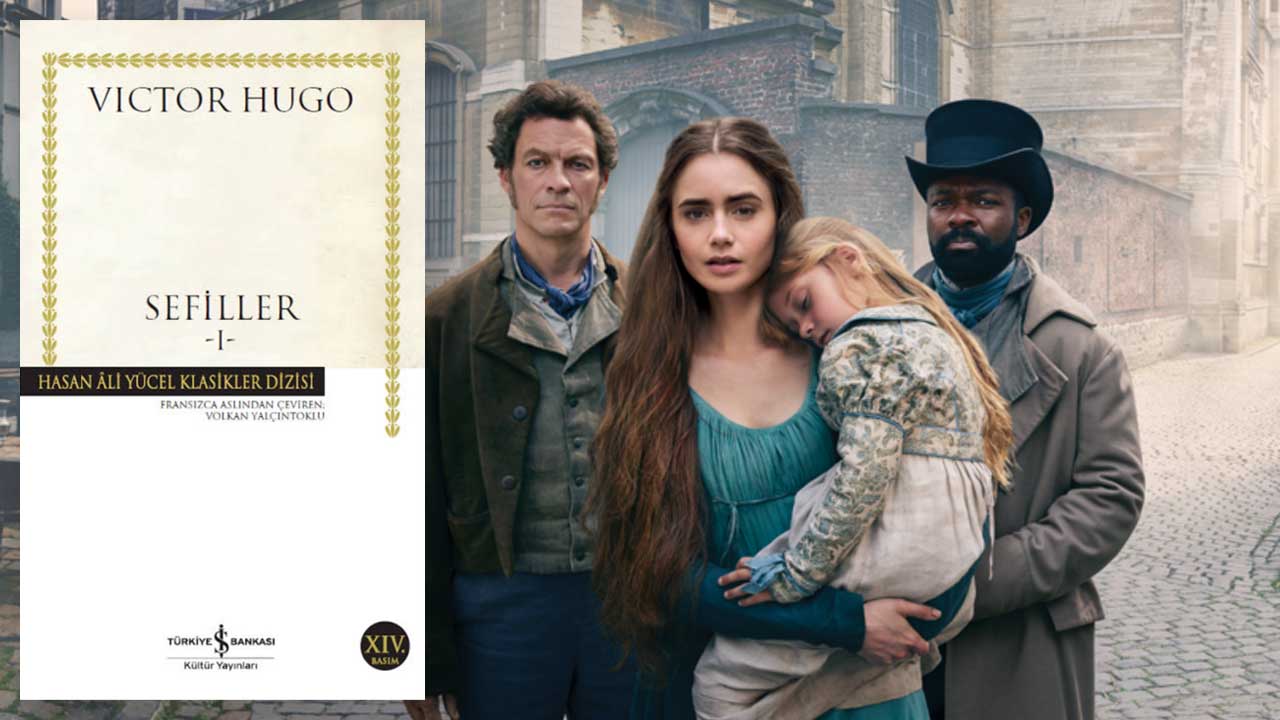 VICTOR HUGO
SEFİLLER
-I-
HASAN ÂLİ YÜCEL KLASİKLER DİZİSİ
FRANSIZCA ASLINDAN ÇEVİREN:
VOLKAN YALÇINTOKLU
TÜRKİYE İŞ BANKASI
Kültür Yayınları
XIV.
BASIM